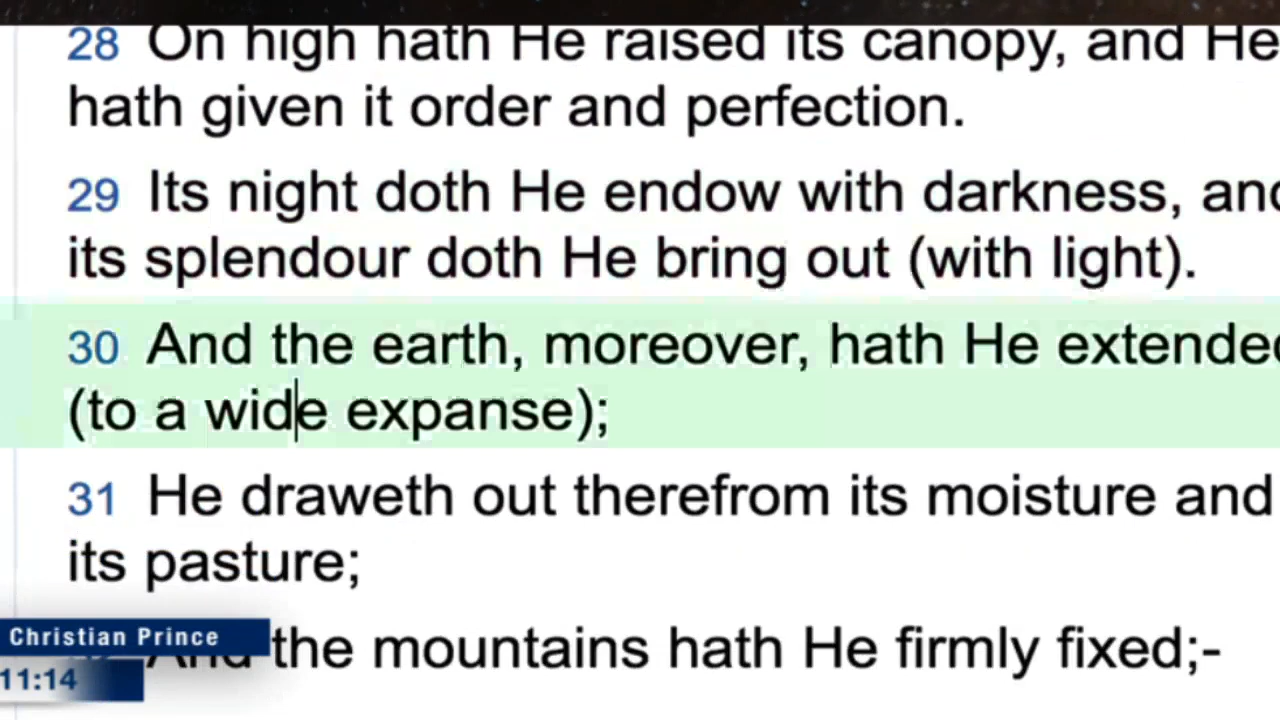 28 On high hath He raised its canopy, and He
hath given it order and perfection.
29 Its night doth He endow with darkness, and
its splendour doth He bring out (with light).
30 And the earth, moreover, hath He extended
(to a wide expanse);
31 He draweth out therefrom its moisture and
its pasture;
And the mountains hath He firmly fixed;-
Christian Prince
11:14